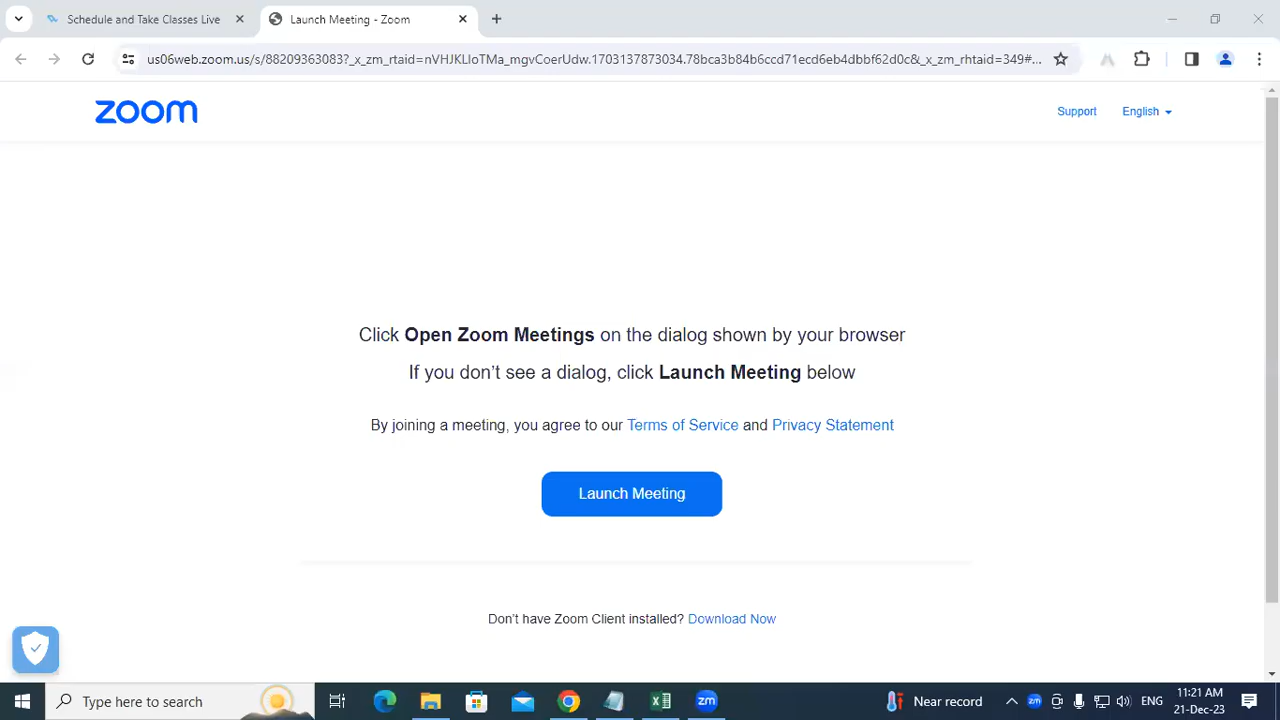 Schedule and Take Classes Live
Launch Meeting - Zoom
us06web.zoom.us/s/88209363083?_x_zm_rtaid=nVHJKLloTMa_mgvCoerUdw.1703137873034.78bca3b84b6ccd71ecd6eb4dbbf62d0c&_x_zm_rhtaid=349#...
zoom
Support
English
Click Open Zoom Meetings on the dialog shown by your browser
If you don't see a dialog, click Launch Meeting below
By joining a meeting, you agree to our Terms of Service and Privacy Statement
Launch Meeting
Don't have Zoom Client installed? Download Now
Type here to search
zm
Near record
zm
ENG
11:21 AM
21-Dec-23